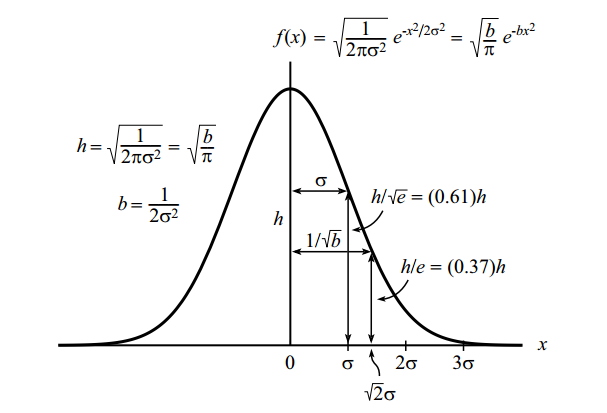 f(x) = √(1/2πσ²) e^(-x²/2σ²) = √(b/π) e^(-bx²)
h = √(1/2πσ²) = √(b/π)
b = 1/2σ²
σ
h/√e = (0.61)h
h
1/√b
h/e = (0.37)h
x
0 σ 2σ 3σ
√2σ